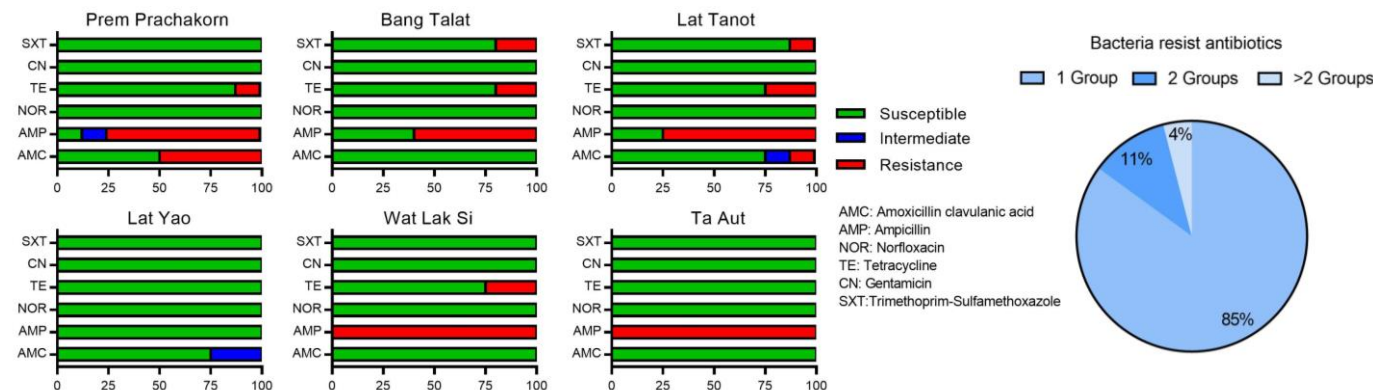 Prem Prachakorn
SXT
CN
TE
NOR
AMP
AMC
0 25 50 75 100
Bang Talat
SXT
CN
TE
NOR
AMP
AMC
0 25 50 75 100
Lat Tanot
SXT
CN
TE
NOR
AMP
AMC
0 25 50 75 100
Lat Yao
SXT
CN
TE
NOR
AMP
AMC
0 25 50 75 100
Wat Lak Si
SXT
CN
TE
NOR
AMP
AMC
0 25 50 75 100
Ta Aut
SXT
CN
TE
NOR
AMP
AMC
0 25 50 75 100
Susceptible
Intermediate
Resistance
AMC: Amoxicillin clavulanic acid
AMP: Ampicillin
NOR: Norfloxacin
TE: Tetracycline
CN: Gentamicin
SXT:Trimethoprim-Sulfamethoxazole
Bacteria resist antibiotics
1 Group 2 Groups >2 Groups
4%
11%
85%